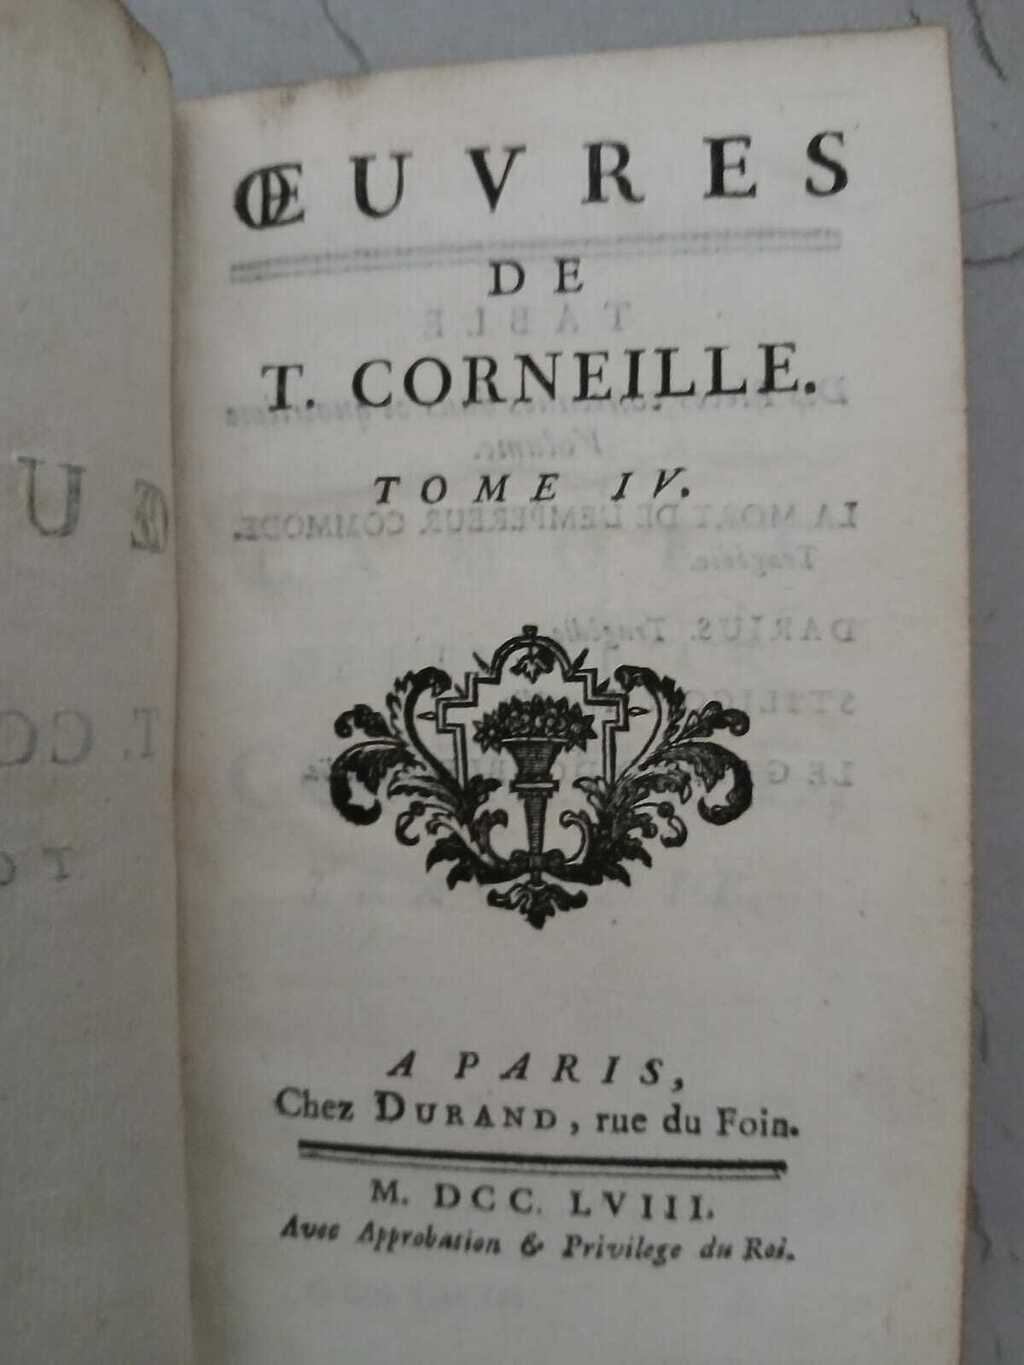 ŒUVRES
DE
T. CORNEILLE.
TOME IV.
A PARIS,
Chez DURAND, rue du Foin.
M. DCC. LVIII.
Avec Approbation & Privilege du Roi.